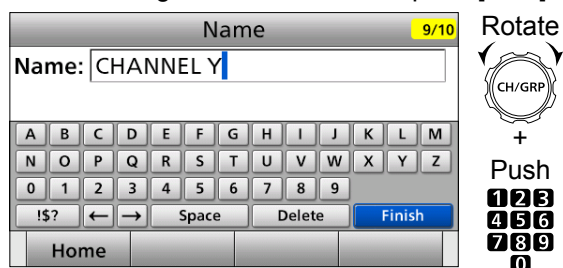 Name 9/10
Name: CHANNEL Y
A B C D E F G H I J K L M
N O P Q R S T U V W X Y Z
0 1 2 3 4 5 6 7 8 9
!$? ← → Space Delete Finish
Home
Rotate
CH/GRP
+
Push
1 2 3
4 5 6
7 8 9
0